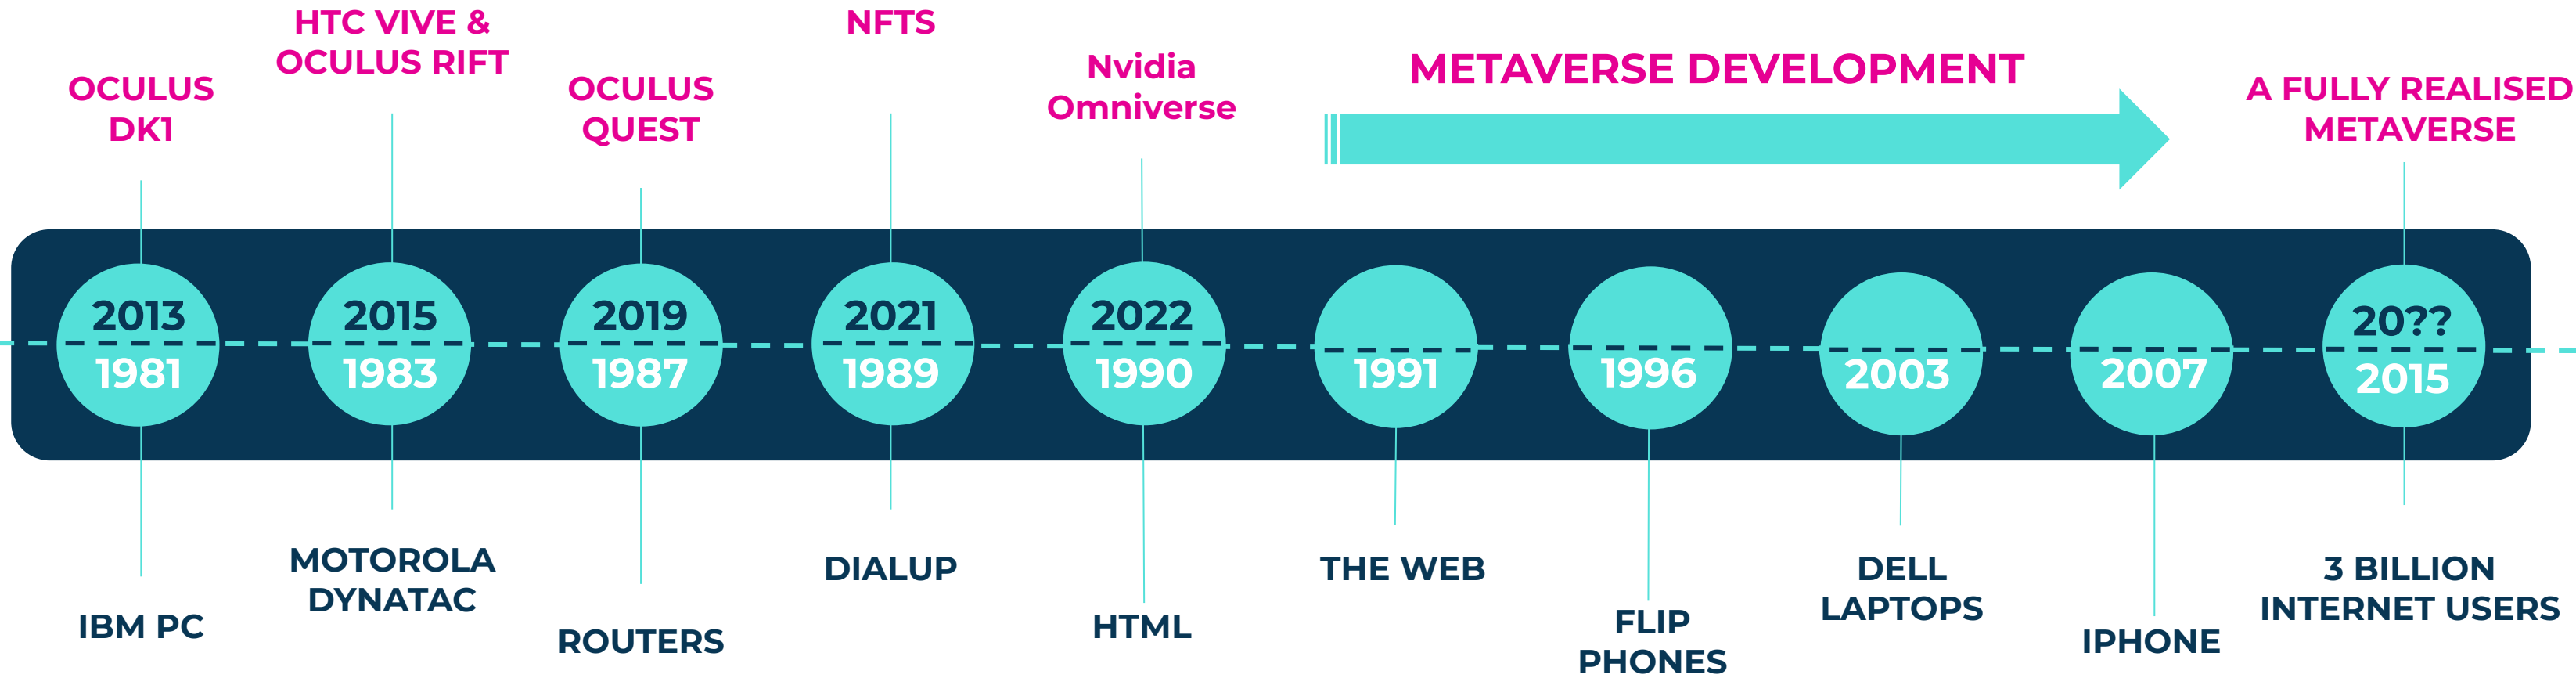 HTC VIVE &
OCULUS RIFT
NFTS
OCULUS
DK1
OCULUS
QUEST
Nvidia
Omniverse
METAVERSE DEVELOPMENT
A FULLY REALISED
METAVERSE
2013
2015
2019
2021
2022
20??
1981
1983
1987
1989
1990
1991
1996
2003
2007
2015
IBM PC
MOTOROLA
DYNATAC
ROUTERS
DIALUP
HTML
THE WEB
FLIP
PHONES
DELL
LAPTOPS
IPHONE
3 BILLION
INTERNET USERS